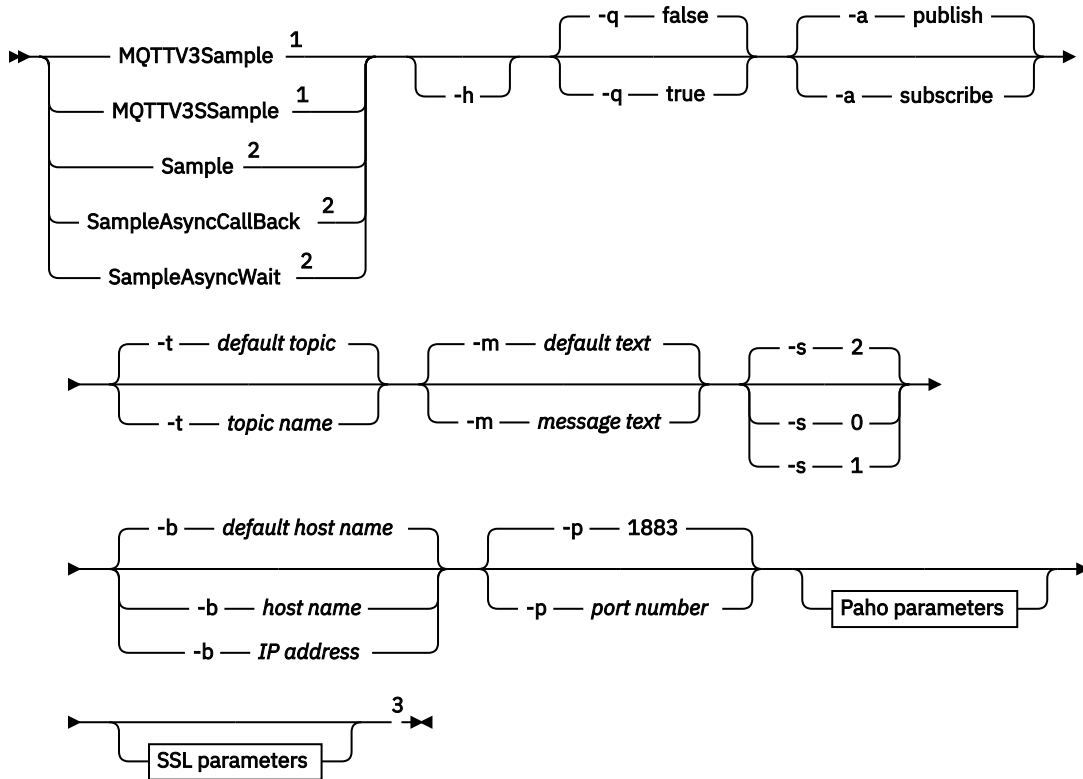 -q false -a publish
MQTTV3Sample 1
-h -q true -a subscribe
MQTTV3SSample 1
Sample 2
SampleAsyncCallBack 2
SampleAsyncWait 2
-t default topic -m default text -s 2
-t topic name -m message text -s 0
-s 1
-b default host name -p 1883
-b host name -p port number Paho parameters
-b IP address
3
SSL parameters